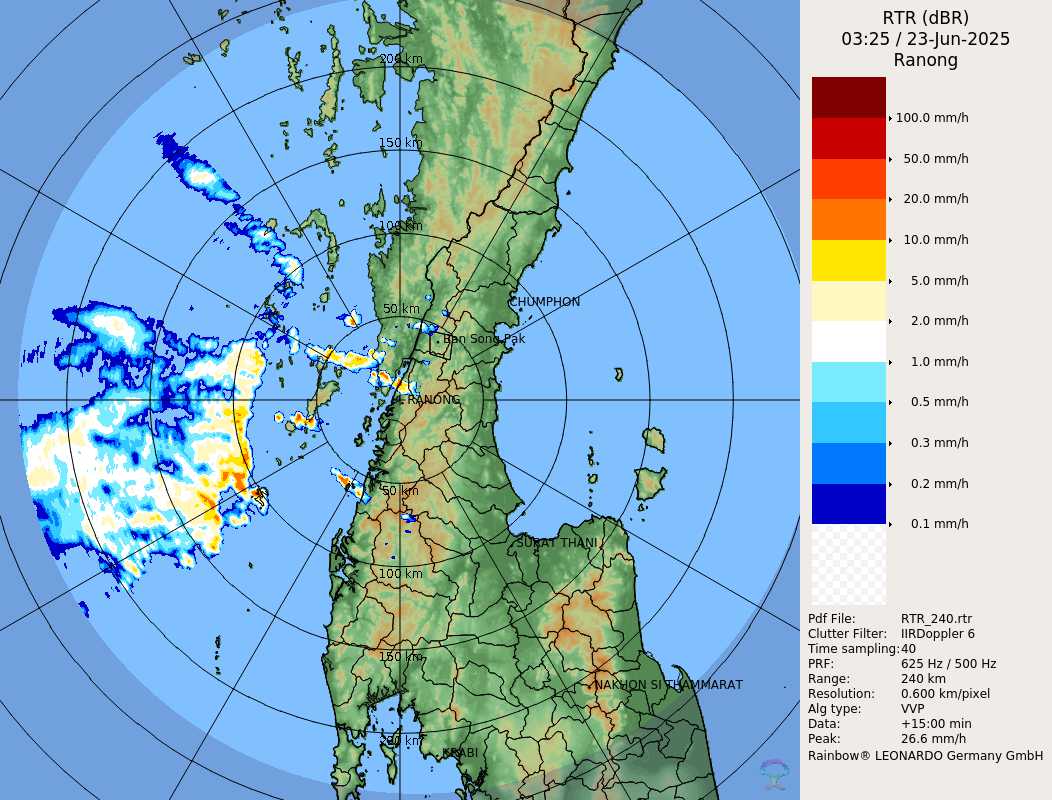 RTR (dBR)
03:25 / 23-Jun-2025
Ranong
200 km
150 km
100 km
50 km
CHUMPHON
Ban Song Pak
RANONG
50 km
SURAT THANI
100 km
150 km
NAKHON SI THAMMARAT
200 km
KRABI
100.0 mm/h
50.0 mm/h
20.0 mm/h
10.0 mm/h
5.0 mm/h
2.0 mm/h
1.0 mm/h
0.5 mm/h
0.3 mm/h
0.2 mm/h
0.1 mm/h
Pdf File: RTR_240.rtr
Clutter Filter: IIRDoppler 6
Time sampling:40
PRF: 625 Hz / 500 Hz
Range: 240 km
Resolution: 0.600 km/pixel
Alg type: VVP
Data: +15:00 min
Peak: 26.6 mm/h
Rainbow® LEONARDO Germany GmbH